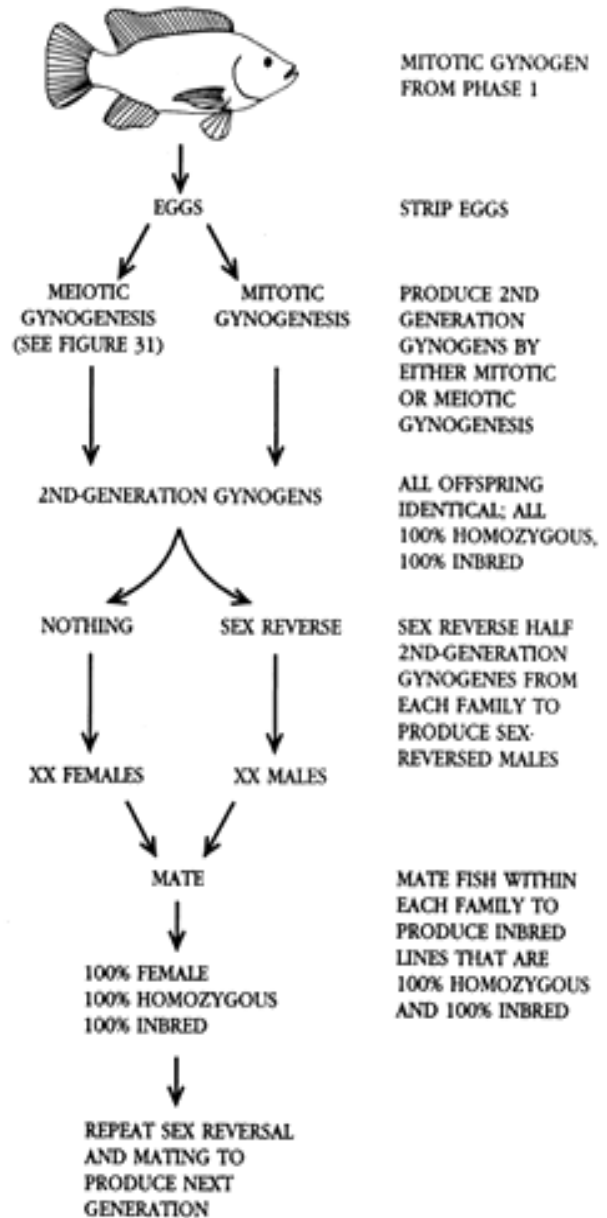 MITOTIC GYNOGEN
FROM PHASE 1
EGGS
STRIP EGGS
MEIOTIC
GYNOGENESIS
(SEE FIGURE 31)
MITOTIC
GYNOGENESIS
PRODUCE 2ND
GENERATION
GYNOGENS BY
EITHER MITOTIC
OR MEIOTIC
GYNOGENESIS
2ND-GENERATION GYNOGENS
ALL OFFSPRING
IDENTICAL; ALL
100% HOMOZYGOUS,
100% INBRED
NOTHING
SEX REVERSE
SEX REVERSE HALF
2ND-GENERATION
GYNOGENES FROM
EACH FAMILY TO
PRODUCE SEX-
REVERSED MALES
XX FEMALES
XX MALES
MATE
MATE FISH WITHIN
EACH FAMILY TO
PRODUCE INBRED
LINES THAT ARE
100% HOMOZYGOUS
AND 100% INBRED
100% FEMALE
100% HOMOZYGOUS
100% INBRED
REPEAT SEX REVERSAL
AND MATING TO
PRODUCE NEXT
GENERATION